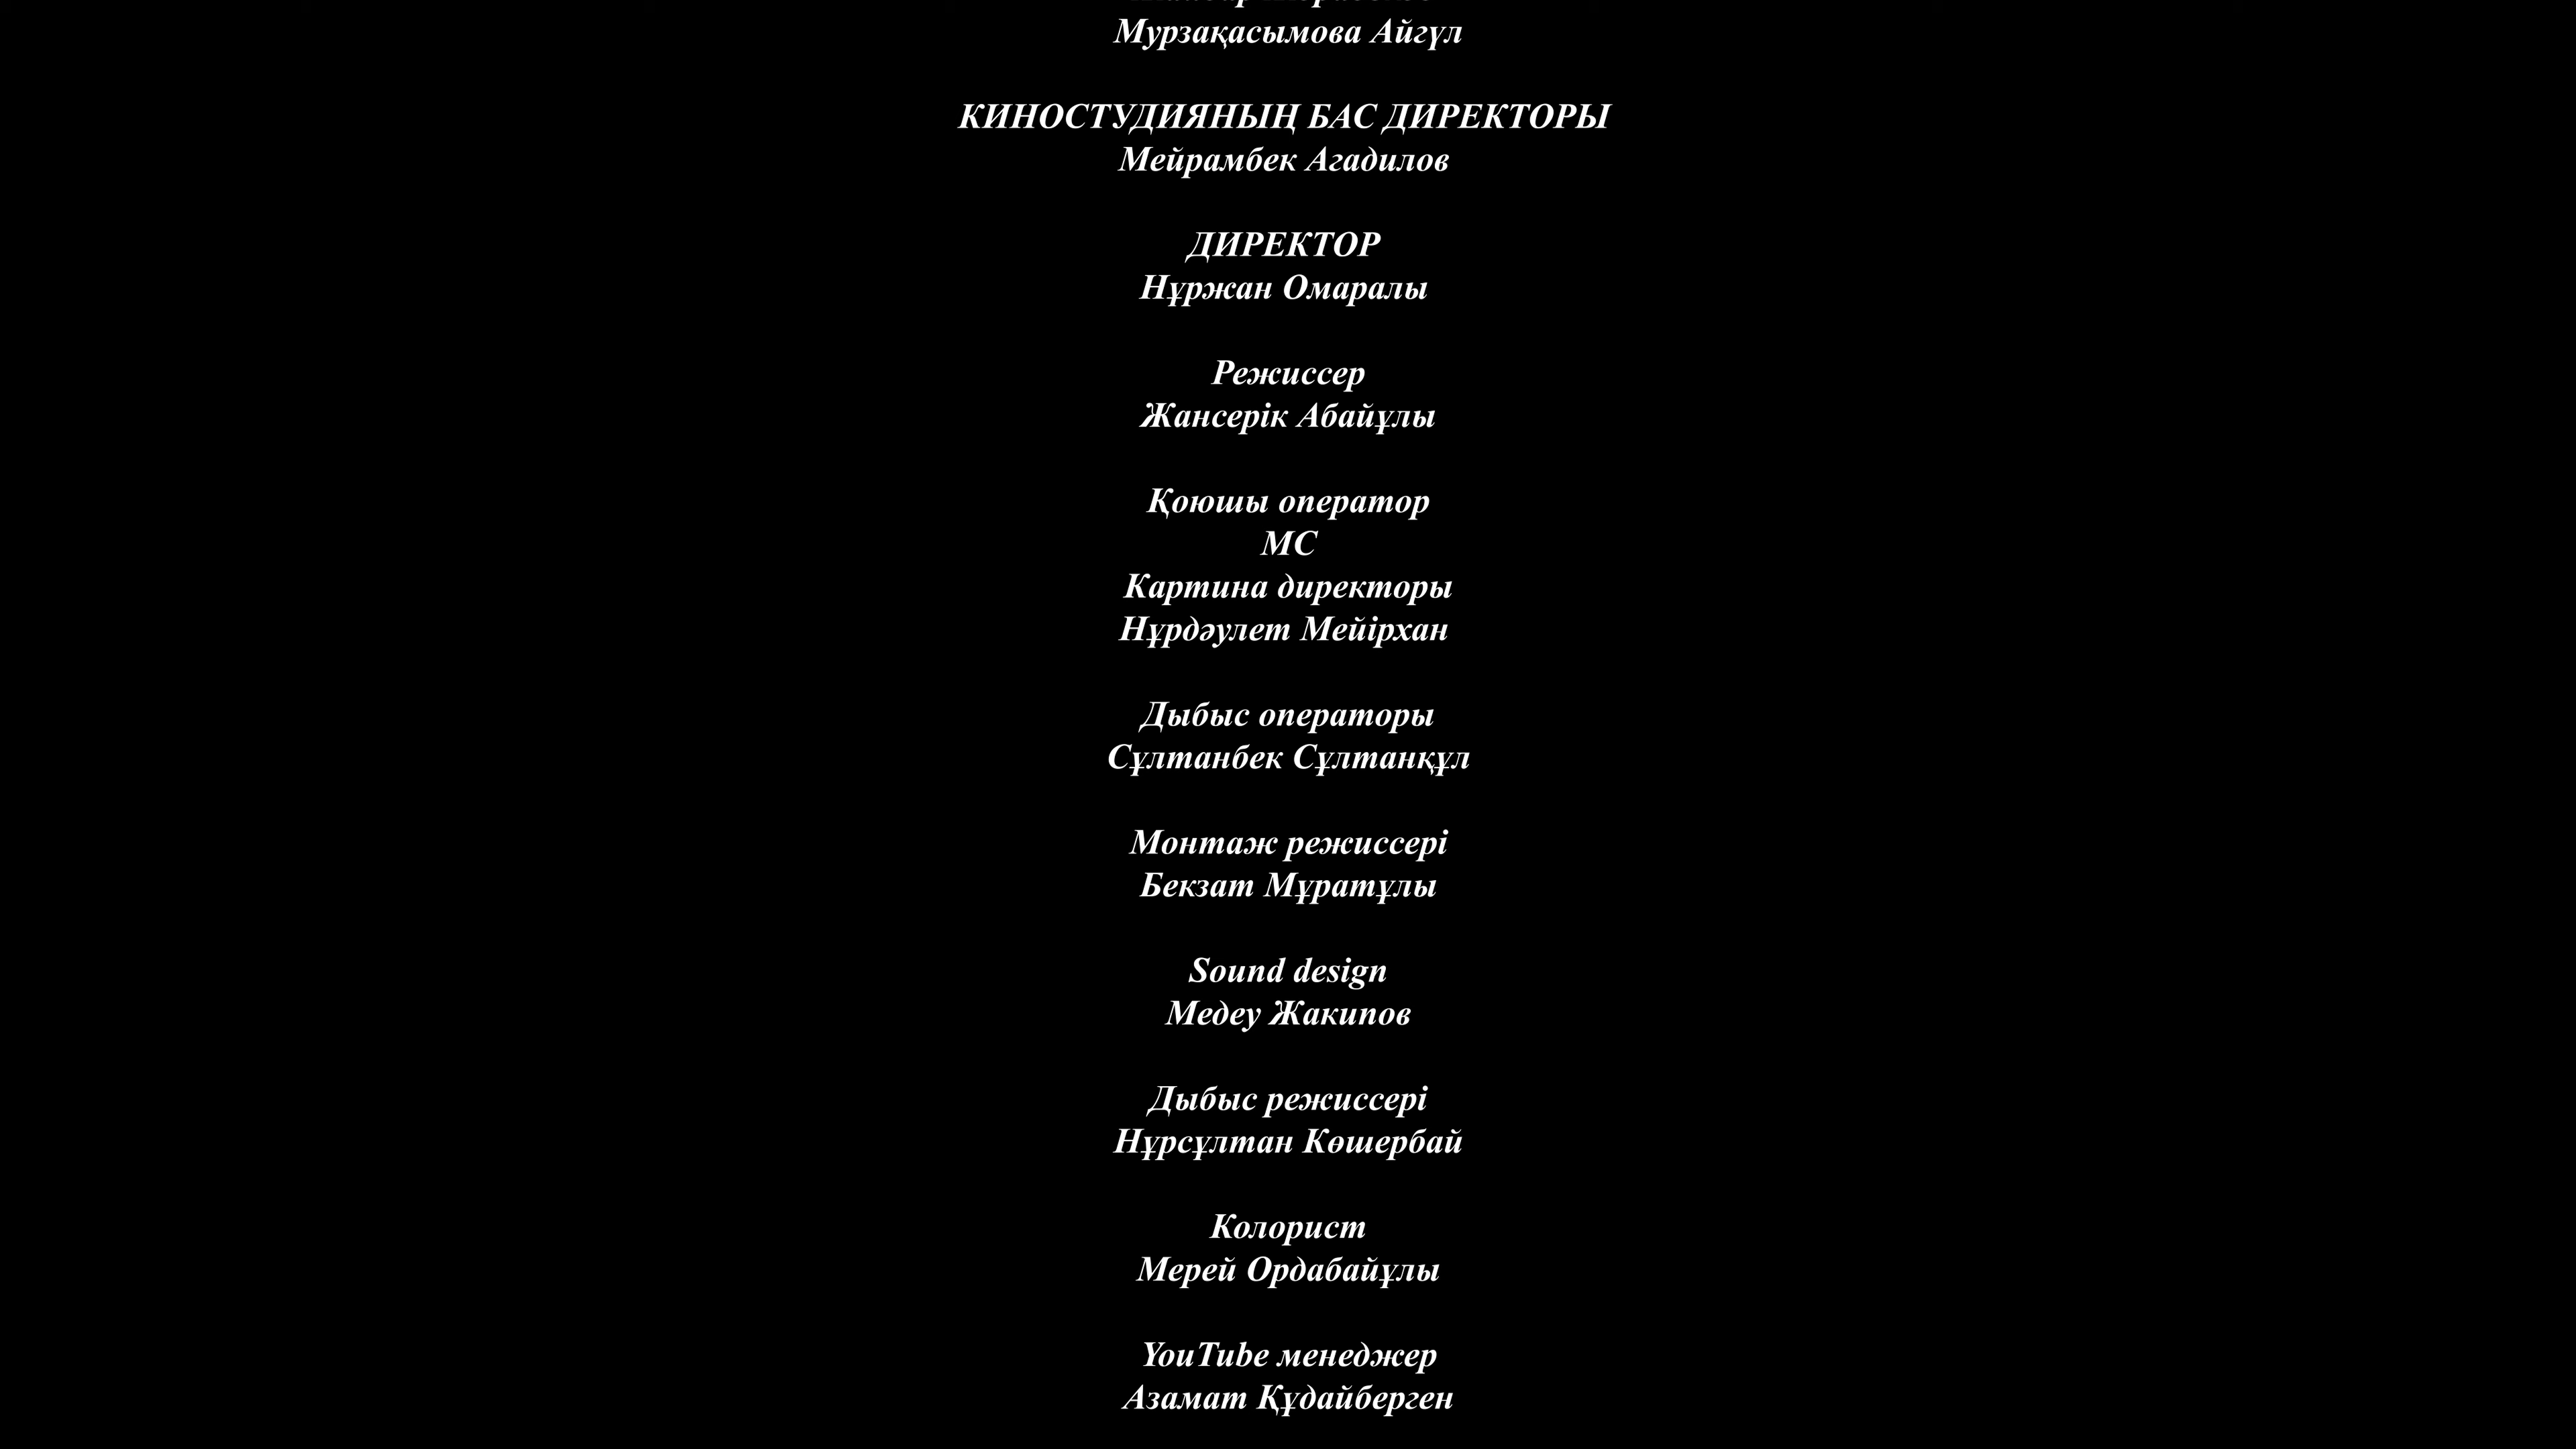 Мурзақасымова Айгүл
КИНОСТУДИЯНЫҢ БАС ДИРЕКТОРЫ
Мейрамбек Агадилов
ДИРЕКТОР
Нұржан Омаралы
Режиссер
Жансерік Абайұлы
Қоюшы оператор
МС
Картина директоры
Нұрдәулет Мейірхан
Дыбыс операторы
Сұлтанбек Сұлтанқұл
Монтаж режиссері
Бекзат Мұратұлы
Sound design
Медеу Жакипов
Дыбыс режиссері
Нұрсұлтан Көшербай
Колорист
Мерей Ордабайұлы
YouTube менеджер
Азамат Құдайберген